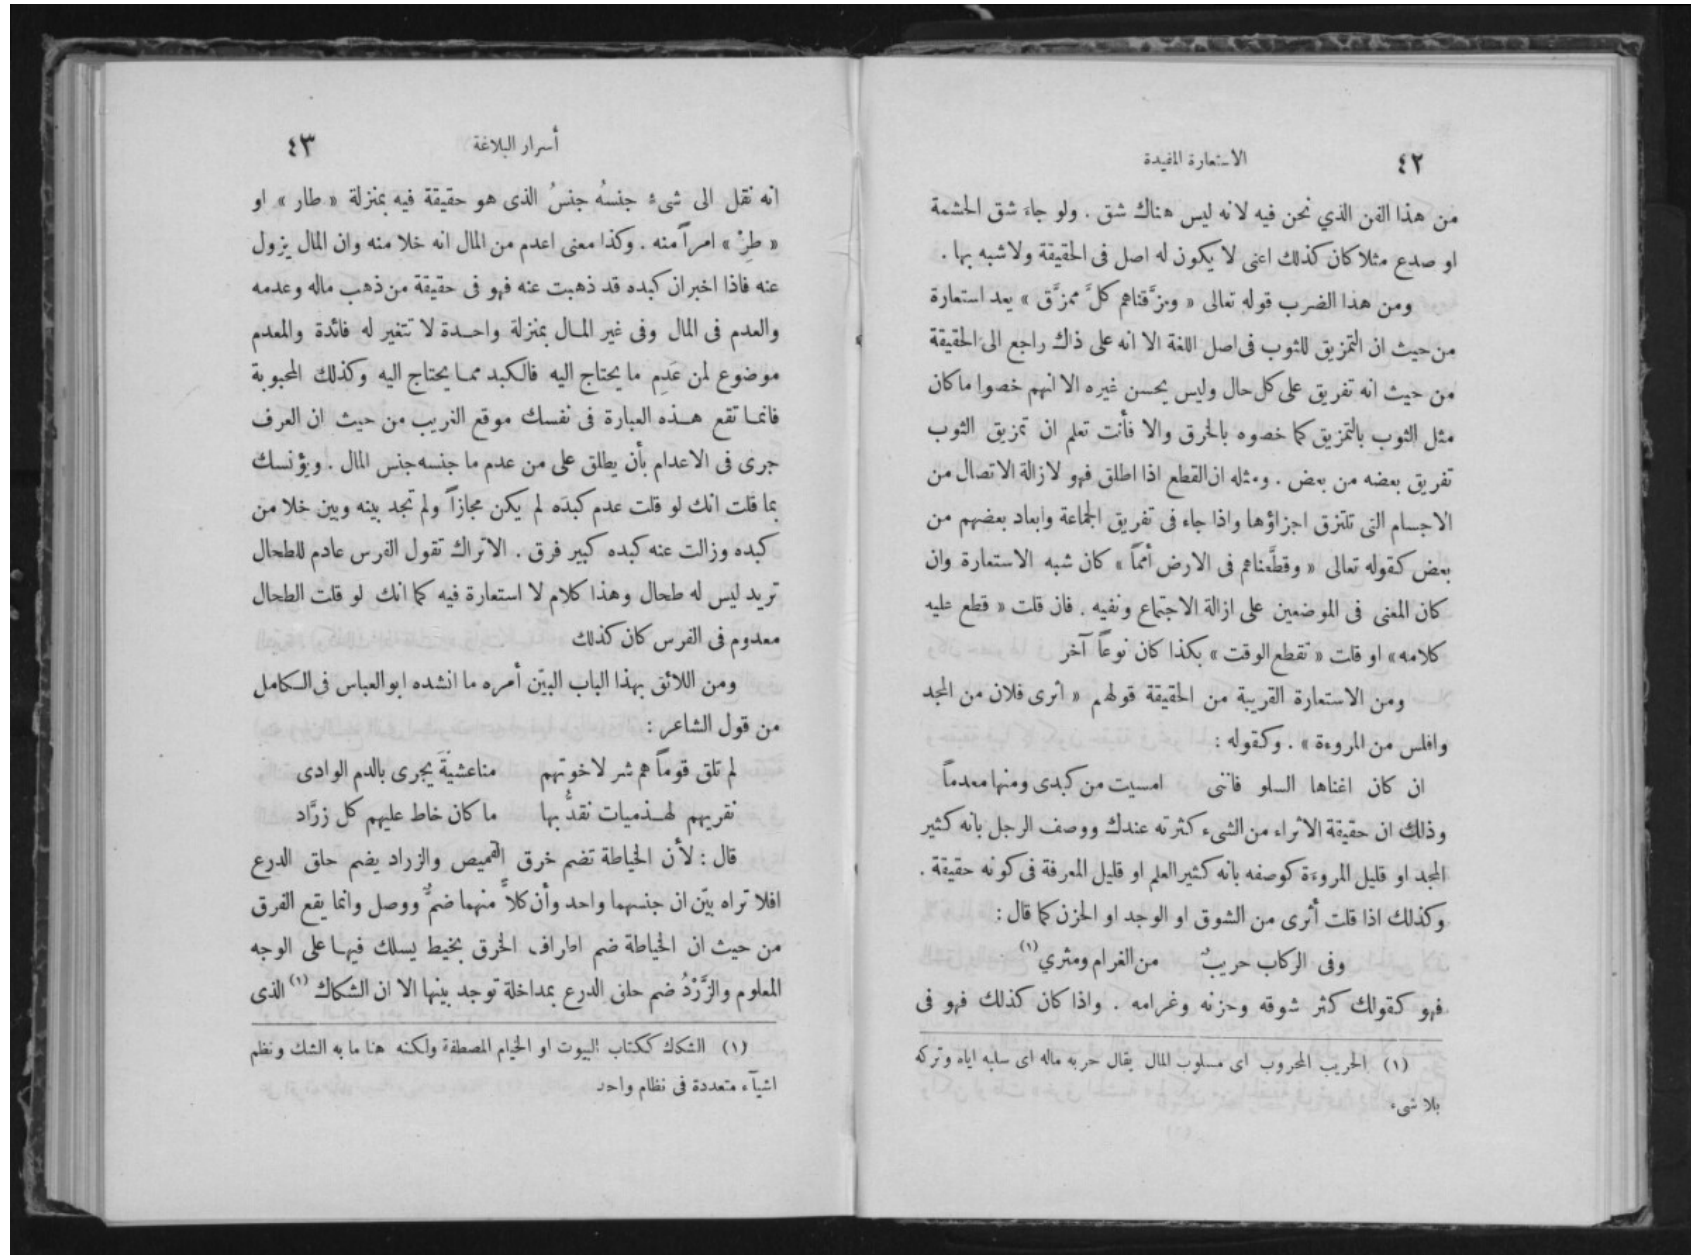 ٤٢
الاستعارة المفيدة
من هذا الفن الذي نحن فيه لانه ليس هناك شق . ولو جاء شق الحشمة
او صدع مثلا كان كذلك اعنى لا يكون له اصل فى الحقيقة ولا شبه بها .
ومن هذا الضرب قوله تعالى « ومزَّقناهم كلَّ ممزَّق » يعد استعارة
من حيث ان التمزيق للثوب فى اصل اللغة الا انه على ذاك راجع الى الحقيقة
من حيث انه تفريق على كل حال وليس يحسن غيره الا انهم خصوا ما كان
مثل الثوب بالتمزيق كما خصوه بالخرق والا فأنت تعلم ان تمزيق الثوب
تفريق بعضه من بعض . ومثله ان القطع اذا اطلق فهو لازالة الاتصال من
الاجسام التى تلتزق اجزاؤها واذا جاء فى تفريق الجماعة وابعاد بعضهم من
بعض كقوله تعالى « وقطَّعناهم فى الارض أمماً » كان شبه الاستعارة وان
كان المعنى فى الموضعين على ازالة الاجتماع ونفيه . فان قلت « قطع عليه
كلامه » او قلت « نقطع الوقت » بكذا كان نوعاً آخر
ومن الاستعارة القريبة من الحقيقة قولهم « اثرى فلان من المجد
وافلس من المروءة » . وكقوله :
ان كان اغناها السلو فاننى امسيت من كبدى ومنها معدماً
وذلك ان حقيقة الاثراء من الشىء كثرته عندك ووصف الرجل بانه كثير
المجد او قليل المروءة كوصفه بانه كثير العلم او قليل المعرفة فى كونه حقيقة .
وكذلك اذا قلت أثرى من الشوق او الوجد او الحزن كما قال :
وفى الركاب حريبٌ من الغرام ومثري (١)
فهو كقولك كثر شوقه وحزنه وغرامه . واذا كان كذلك فهو فى
(١) الحريب المحروب اى مسلوب المال يقال حربه ماله اى سلبه اياه وتركه
بلا شىء
أسرار البلاغة
٤٣
انه نقل الى شىء جنسهُ جنسُ الذى هو حقيقة فيه بمنزلة « طار » او
« طِرْ » امراً منه . وكذا معنى اعدم من المال انه خلا منه وان المال يزول
عنه فاذا اخبر ان كبده قد ذهبت عنه فهو فى حقيقة من ذهب ماله وعدمه
والعدم فى المال وفى غير المال بمنزلة واحدة لا تتغير له فائدة والمعدم
موضوع لمن عَدِم ما يحتاج اليه فالكبد مما يحتاج اليه وكذلك المحبوبة
فانما تقع هذه العبارة فى نفسك موقع الغريب من حيث ان العرف
جرى فى الاعدام بأن يطلق على من عدم ما جنسه جنس المال . ويؤنسك
بما قلت انك لو قلت عدم كبدَه لم يكن مجازاً ولم تجد بينه وبين خلا من
كبده وزالت عنه كبده كبير فرق . الا تراك تقول الفرس عادم للطحال
تريد ليس له طحال وهذا كلام لا استعارة فيه كما انك لو قلت الطحال
معدوم فى الفرس كان كذلك
ومن اللائق بهذا الباب البيّن أمره ما انشده ابو العباس فى الكامل
من قول الشاعر :
لم تلق قوماً هم شر لاخوتهم منا عشيةَ يجرى بالدم الوادى
نقريهم لهذميات نقدُّ بها ما كان خاط عليهم كل زرَّاد
قال : لأن الخياطة تضم خرق القميص والزراد يضم حلق الدرع
افلا تراه بيّن ان جنسهما واحد وأن كلاًّ منهما ضمٌّ ووصل وانما يقع الفرق
من حيث ان الخياطة ضم اطراف الخرق بخيط يسلك فيها على الوجه
المعلوم والزَّرْدُ ضم حلق الدرع بمداخلة توجد بينها الا ان الشكاك (١) الذى
(١) الشكاك ككتاب البيوت او الخيام المصطفة ولكنه هنا ما به الشك ونظم
اشيآء متعددة فى نظام واحد